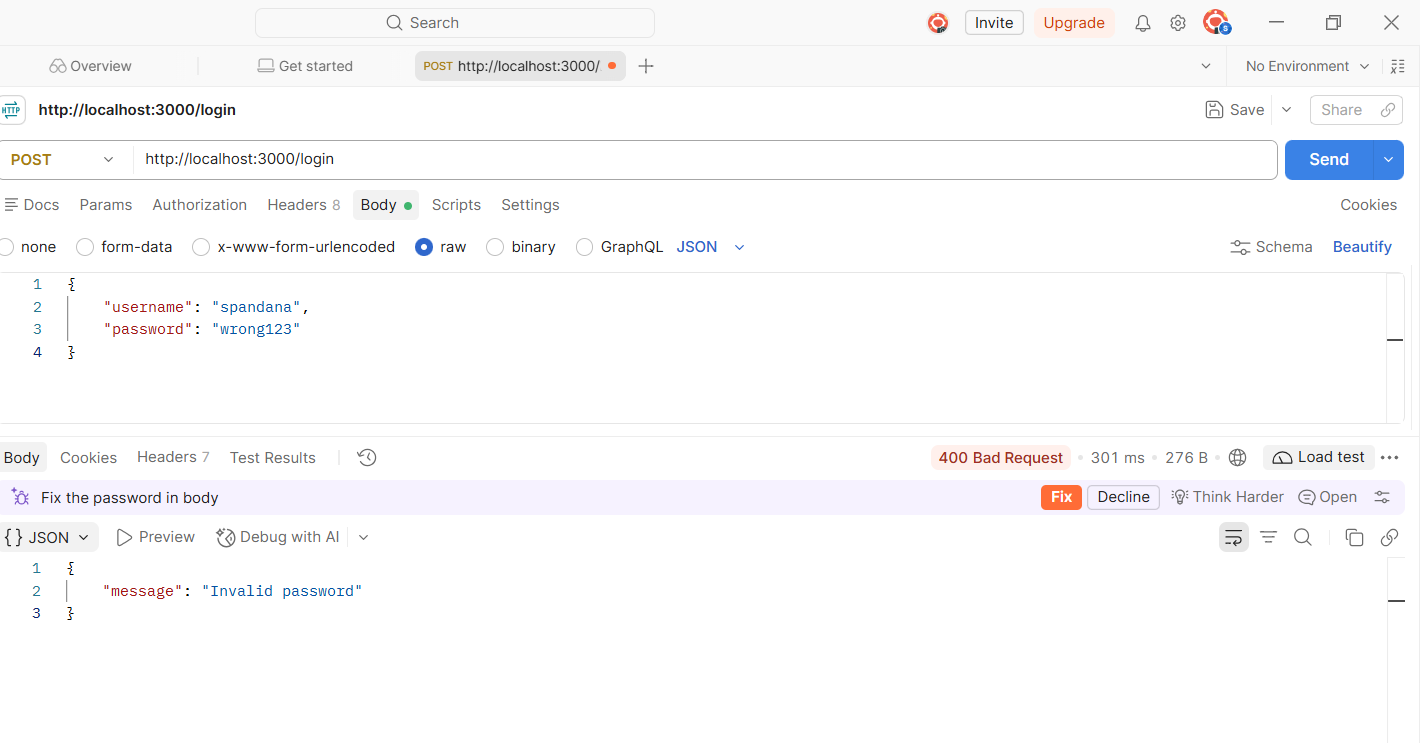 Search
Invite
Upgrade
S
Overview
Get started
POST http://localhost:3000/
No Environment
HTTP http://localhost:3000/login
Save
Share
POST
http://localhost:3000/login
Send
Docs
Params
Authorization
Headers 8
Body
Scripts
Settings
Cookies
none
form-data
x-www-form-urlencoded
raw
binary
GraphQL
JSON
Schema
Beautify
1 {
2 "username": "spandana",
3 "password": "wrong123"
4 }
Body
Cookies
Headers 7
Test Results
400 Bad Request
301 ms
276 B
Load test
Fix the password in body
Fix
Decline
Think Harder
Open
{} JSON
Preview
Debug with AI
1 {
2 "message": "Invalid password"
3 }